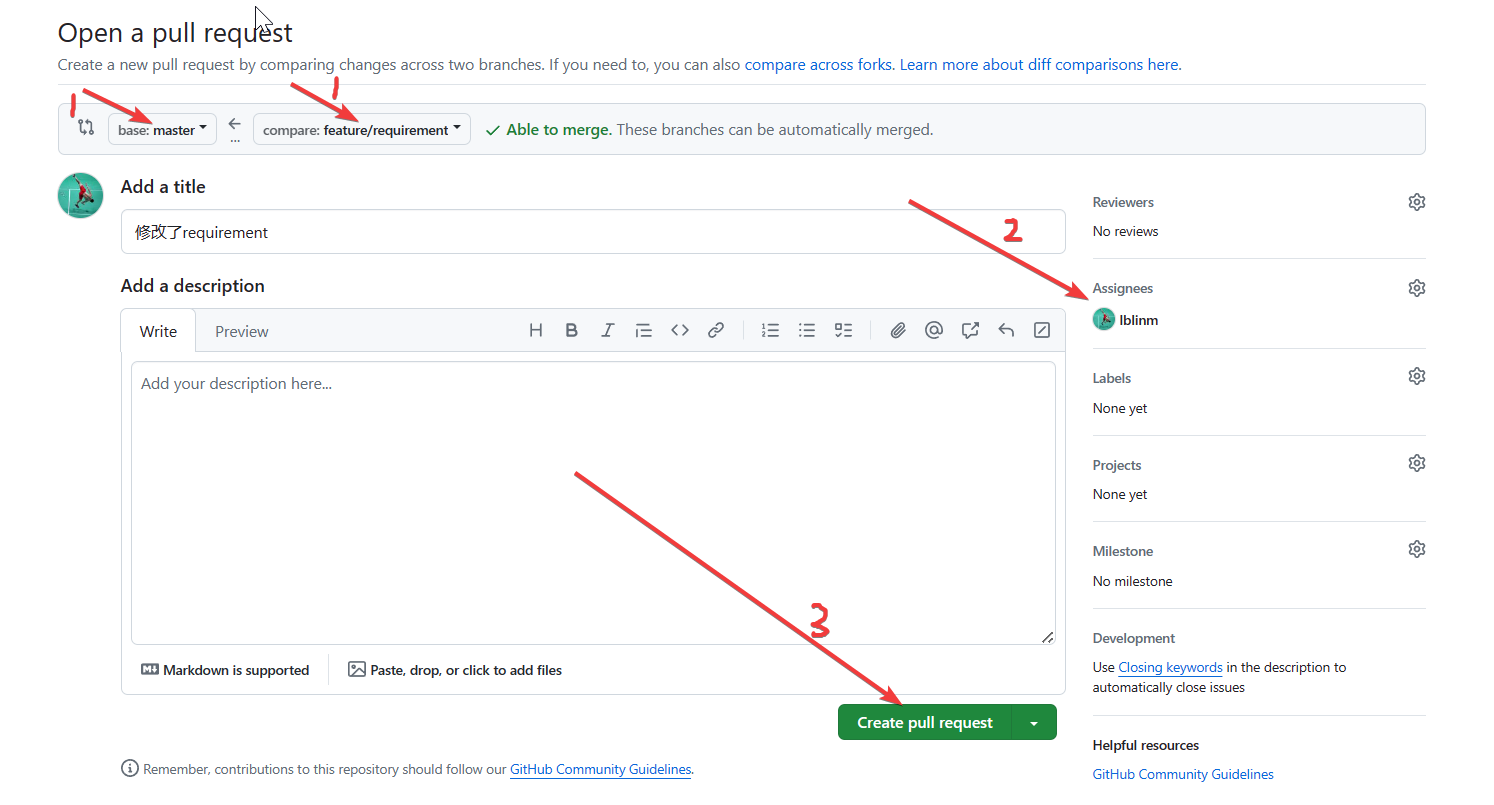 Open a pull request
Create a new pull request by comparing changes across two branches. If you need to, you can also compare across forks. Learn more about diff comparisons here.
1
1
base: master
compare: feature/requirement
Able to merge. These branches can be automatically merged.
Add a title
修改了requirement
Add a description
Write
Preview
Add your description here...
Markdown is supported
Paste, drop, or click to add files
3
Create pull request
Remember, contributions to this repository should follow our GitHub Community Guidelines.
Reviewers
No reviews
2
Assignees
lblinm
Labels
None yet
Projects
None yet
Milestone
No milestone
Development
Use Closing keywords in the description to
automatically close issues
Helpful resources
GitHub Community Guidelines